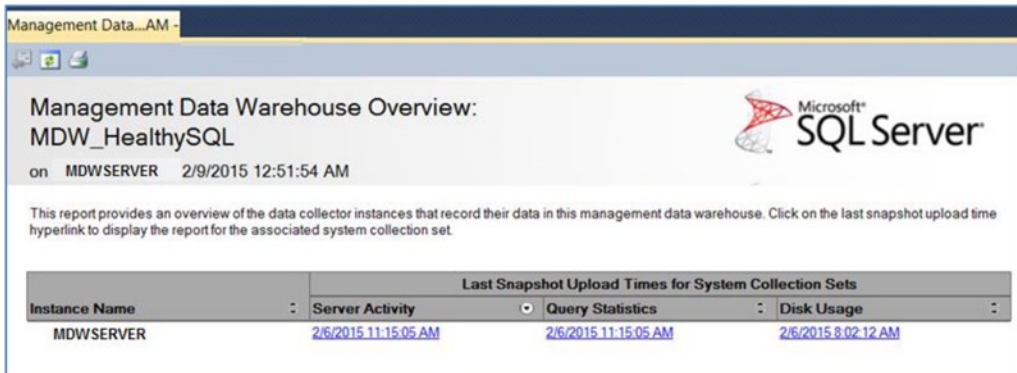 Management Data...AM -
Management Data Warehouse Overview:
MDW_HealthySQL
Microsoft®
SQL Server®
on MDWSERVER 2/9/2015 12:51:54 AM
This report provides an overview of the data collector instances that record their data in this management data warehouse. Click on the last snapshot upload time
hyperlink to display the report for the associated system collection set.
Last Snapshot Upload Times for System Collection Sets
Instance Name Server Activity Query Statistics Disk Usage
MDWSERVER 2/6/2015 11:15:05 AM 2/6/2015 11:15:05 AM 2/6/2015 8:02:12 AM